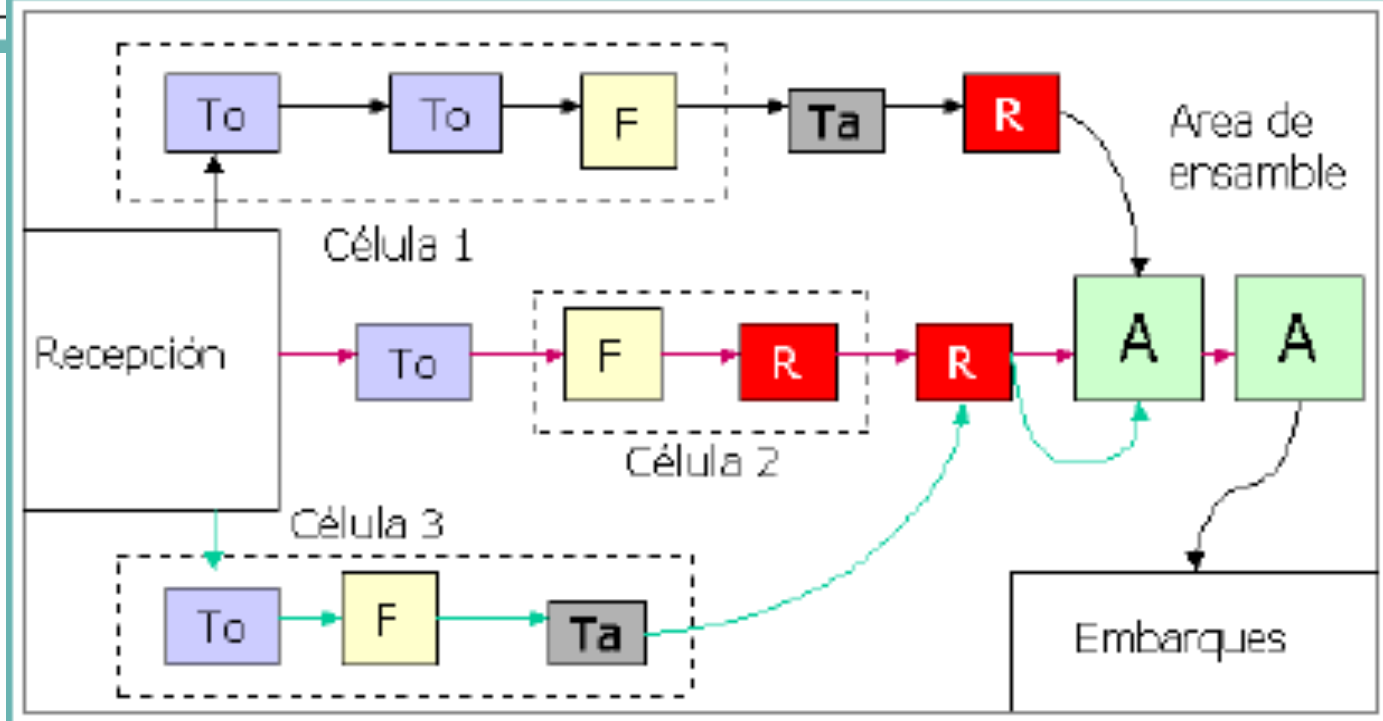 To
To
F
Ta
R
Area de
ensamble
Célula 1
Recepción
To
F
R
R
A
A
Célula 2
Célula 3
To
F
Ta
Embarques